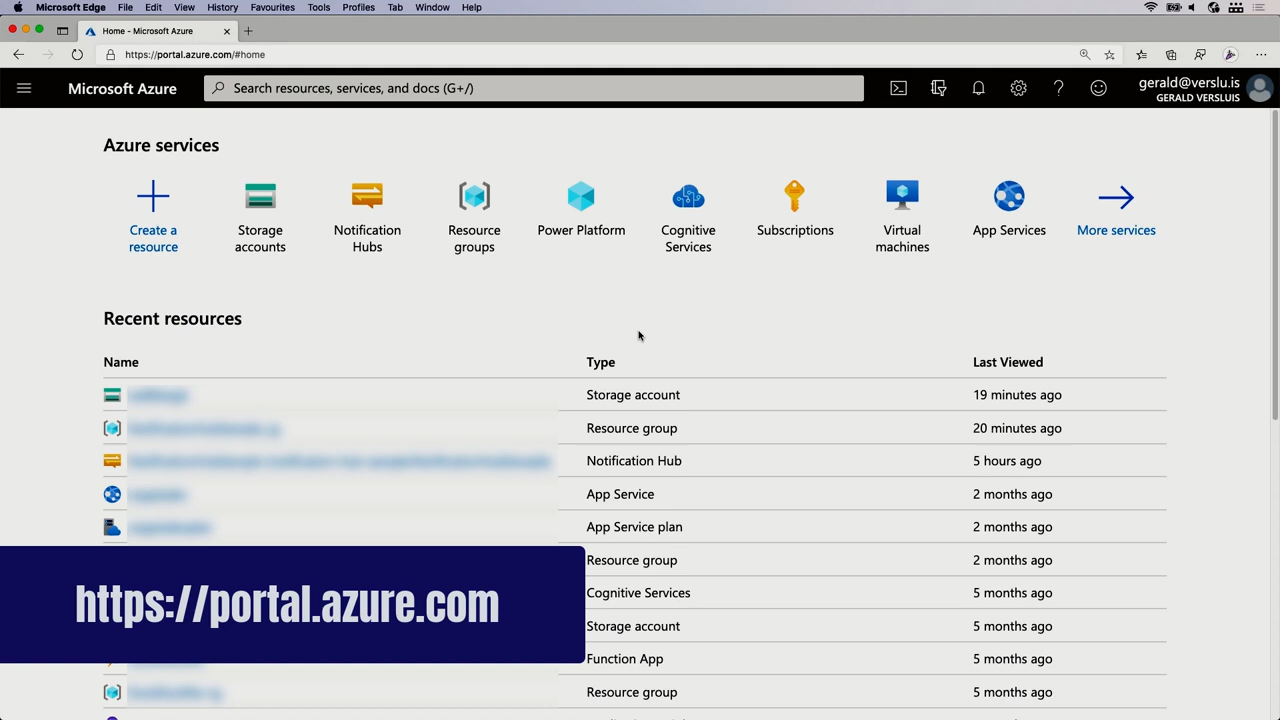 Microsoft Edge File Edit View History Favourites Tools Profiles Tab Window Help
Home - Microsoft Azure
https://portal.azure.com/#home
Microsoft Azure
Search resources, services, and docs (G+/)
gerald@verslu.is
GERALD VERSLUIS
Azure services
Create a resource
Storage accounts
Notification Hubs
Resource groups
Power Platform
Cognitive Services
Subscriptions
Virtual machines
App Services
More services
Recent resources
Name Type Last Viewed
Storage account 19 minutes ago
Resource group 20 minutes ago
Notification Hub 5 hours ago
App Service 2 months ago
App Service plan 2 months ago
Resource group 2 months ago
Cognitive Services 5 months ago
Storage account 5 months ago
Function App 5 months ago
Resource group 5 months ago
https://portal.azure.com